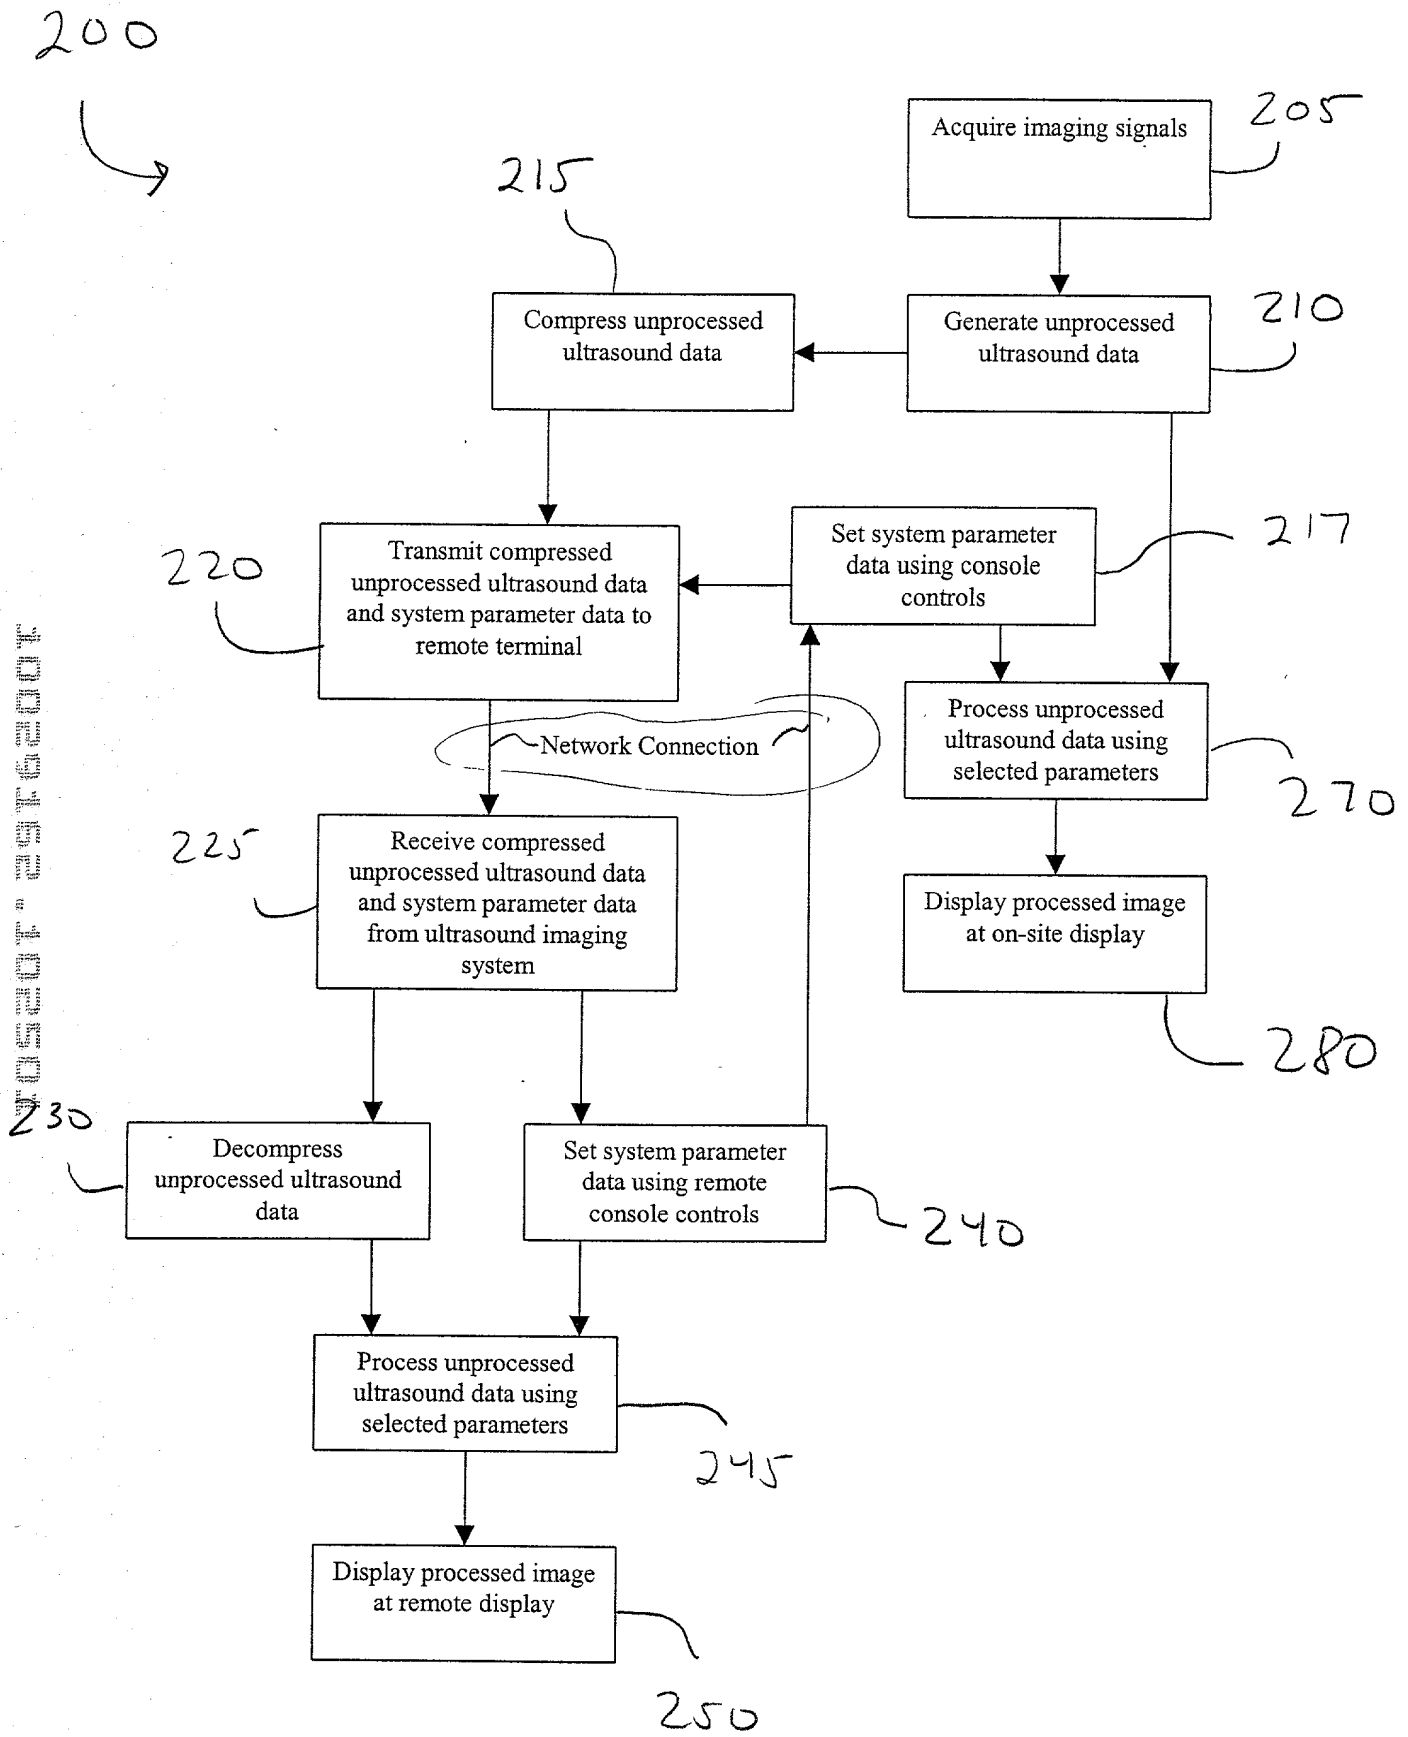 200
Acquire imaging signals
205
215
Compress unprocessed
ultrasound data
Generate unprocessed
ultrasound data
210
Transmit compressed
unprocessed ultrasound data
and system parameter data to
remote terminal
220
Set system parameter
data using console
controls
217
Network Connection
Process unprocessed
ultrasound data using
selected parameters
270
225
Receive compressed
unprocessed ultrasound data
and system parameter data
from ultrasound imaging
system
Display processed image
at on-site display
280
230
Decompress
unprocessed ultrasound
data
Set system parameter
data using remote
console controls
240
Process unprocessed
ultrasound data using
selected parameters
245
Display processed image
at remote display
250